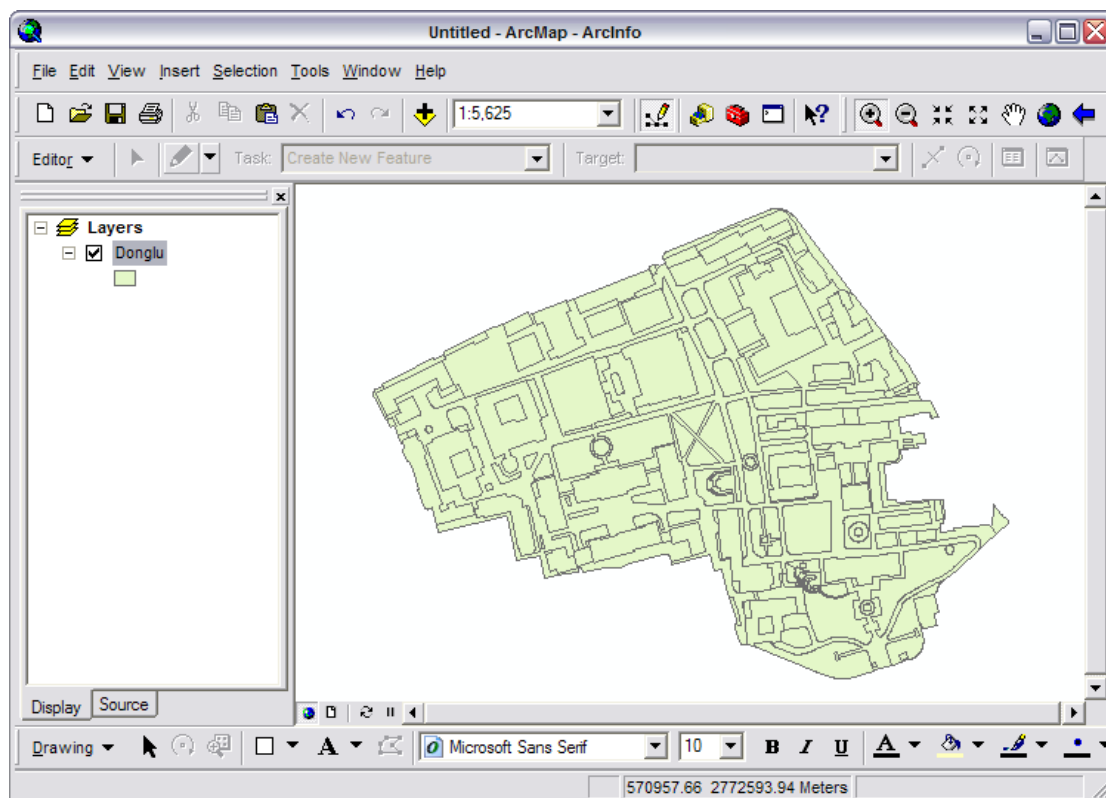 Untitled - ArcMap - ArcInfo
File Edit View Insert Selection Tools Window Help
1:5,625
Editor Task: Create New Feature Target:
Layers
Donglu
Display Source
Drawing A Microsoft Sans Serif 10 B I U A
570957.66 2772593.94 Meters